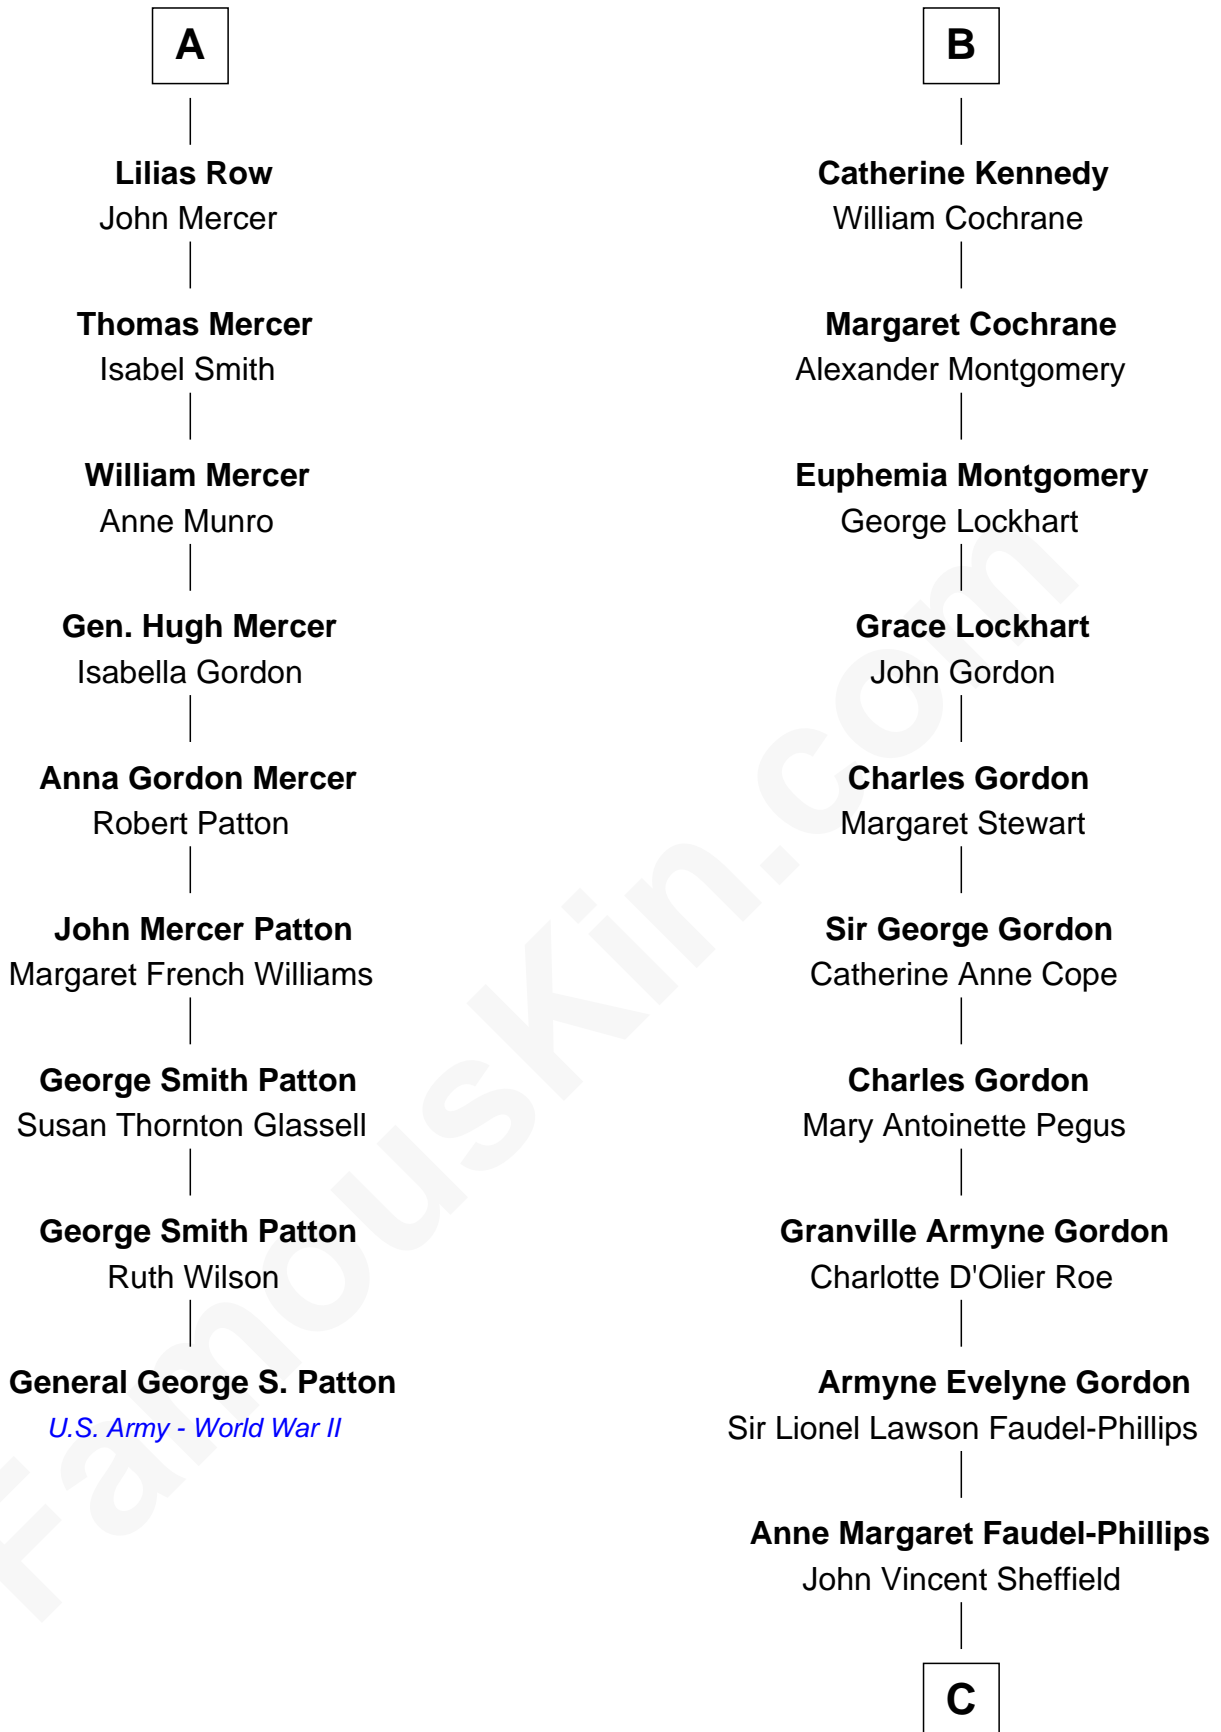 A
Lilias Row
John Mercer
Thomas Mercer
Isabel Smith
William Mercer
Anne Munro
Gen. Hugh Mercer
Isabella Gordon
Anna Gordon Mercer
Robert Patton
John Mercer Patton
Margaret French Williams
George Smith Patton
Susan Thornton Glassell
George Smith Patton
Ruth Wilson
General George S. Patton
U.S. Army - World War II
B
Catherine Kennedy
William Cochrane
Margaret Cochrane
Alexander Montgomery
Euphemia Montgomery
George Lockhart
Grace Lockhart
John Gordon
Charles Gordon
Margaret Stewart
Sir George Gordon
Catherine Anne Cope
Charles Gordon
Mary Antoinette Pegus
Granville Armyne Gordon
Charlotte D'Olier Roe
Armyne Evelyne Gordon
Sir Lionel Lawson Faudel-Phillips
Anne Margaret Faudel-Phillips
John Vincent Sheffield
C
FamousKin.com